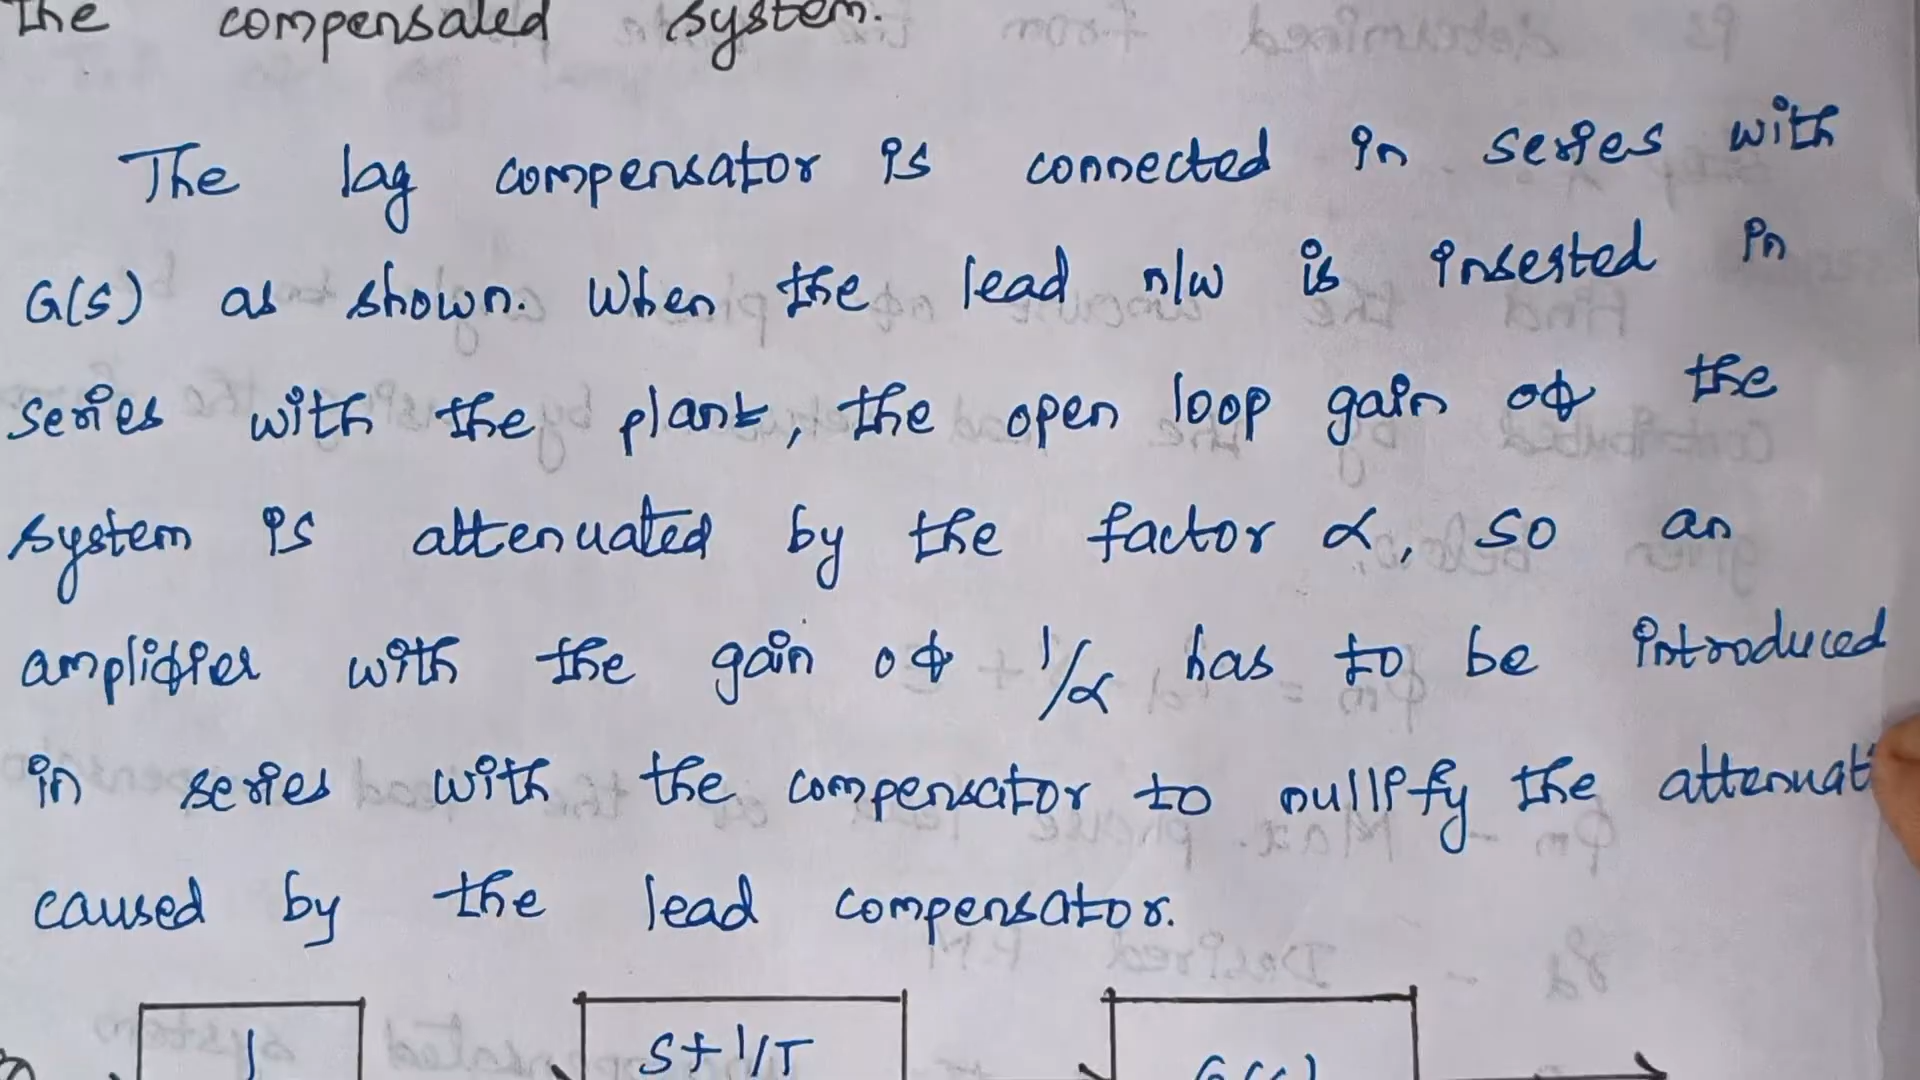 The compensated system.
The lag compensator is connected in series with
G(s) as shown. When the lead n/w is inserted in
series with the plant, the open loop gain of the
system is attenuated by the factor α, so an
amplifier with the gain of 1/α has to be introduced
in series with the compensator to nullify the attenuat
caused by the lead compensator.
S+1/T
G(s)